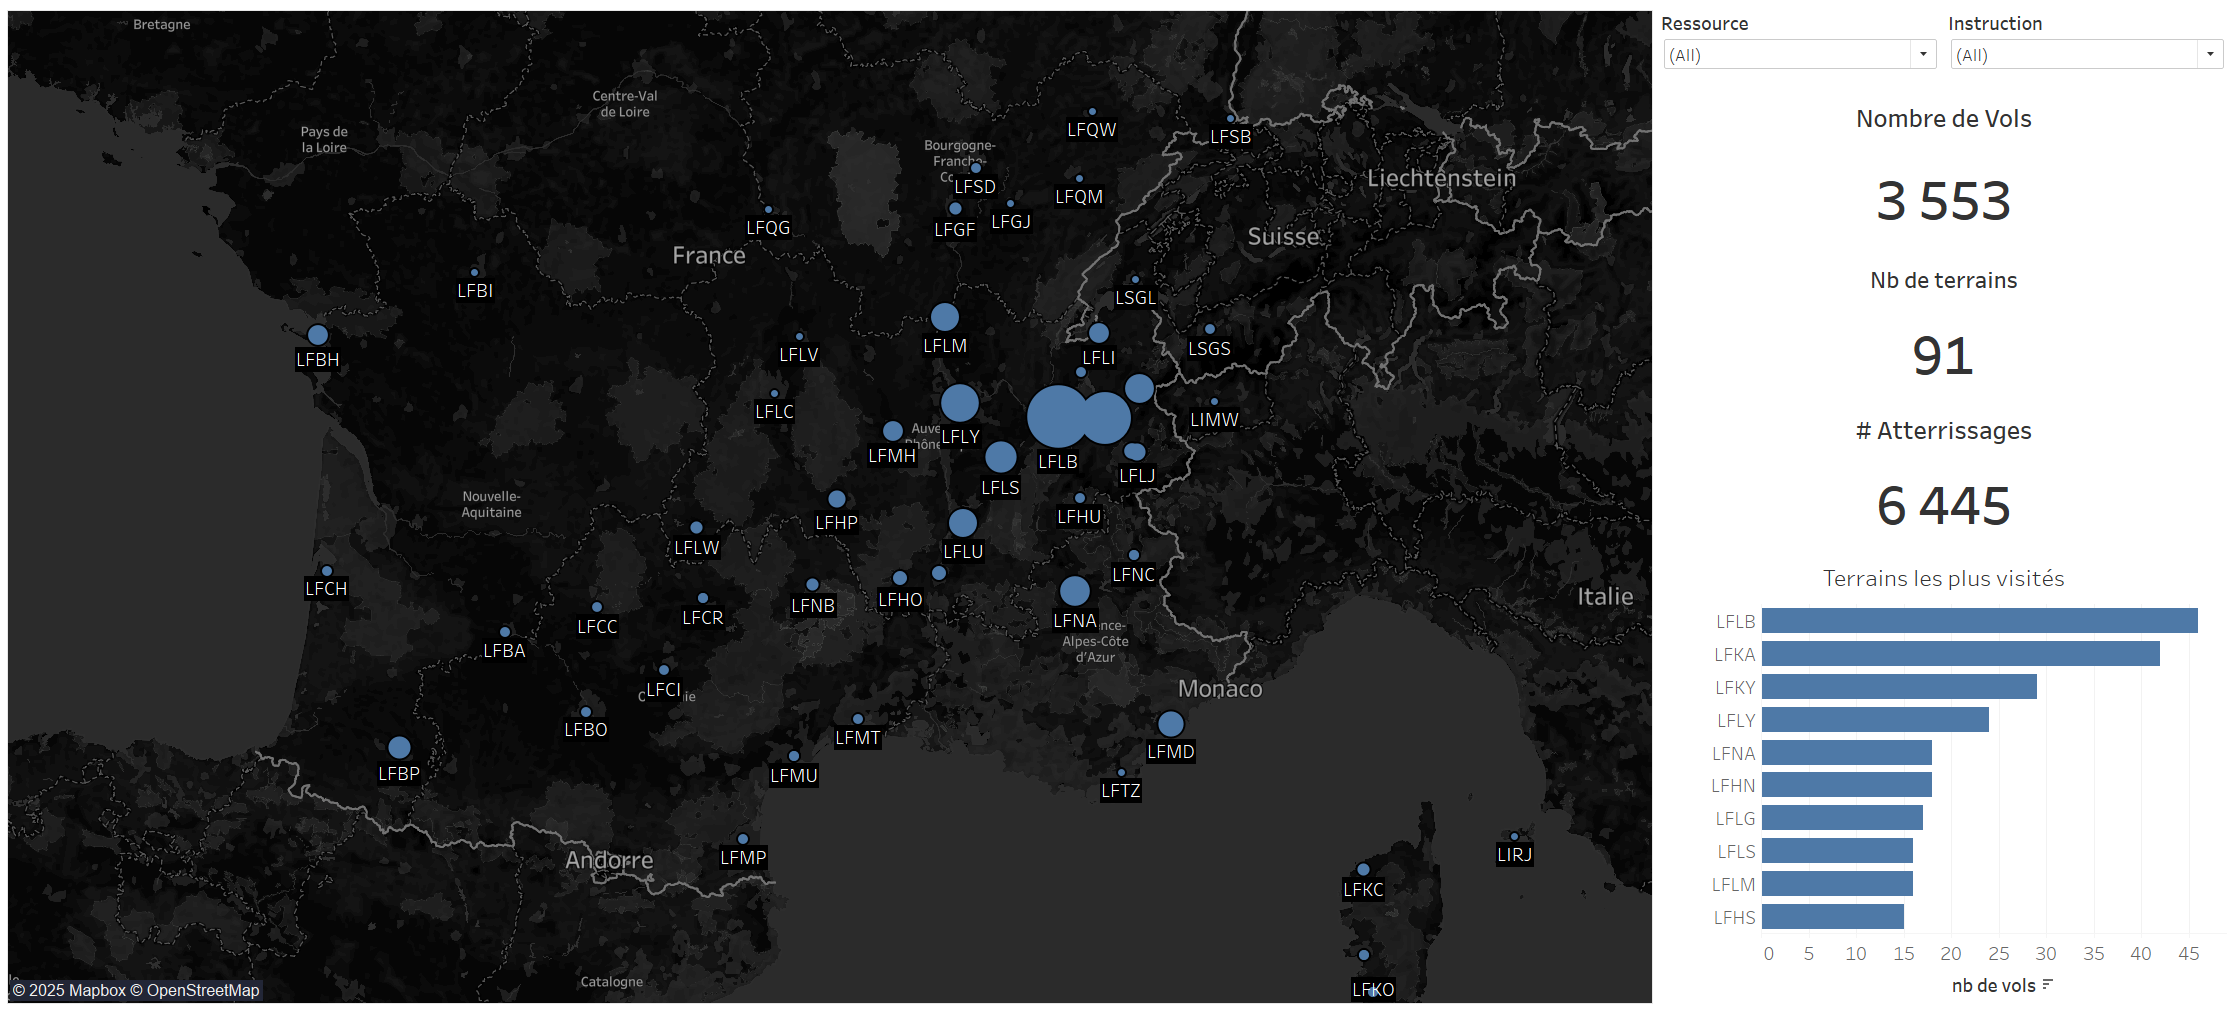 Bretagne
Centre-Val
de Loire
Pays de
la Loire
LFQW
LFSB
Bourgogne-
Franche-
LFSD
LFQM
Liechtenstein
LFQG
LFGF
LFGJ
France
Suisse
LFBI
LSGL
LFBH
LFLM
LFLV
LFLI
LSGS
LFLC
LIMW
LFLY
LFMH
LFLB
LFLJ
LFLS
Nouvelle-
Aquitaine
LFHP
LFHU
LFLW
LFLU
LFNC
LFCH
LFNB
LFHO
LFCR
LFCC
LFNA
Alpes-Côte
d'Azur
Italie
LFBA
LFCI
Monaco
LFBO
LFMT
LFMD
LFBP
LFMU
LFTZ
Andorre
LFMP
LIRJ
LFKC
Catalogne
LFKO
© 2025 Mapbox © OpenStreetMap
Ressource
(All)
Instruction
(All)
Nombre de Vols
3 553
Nb de terrains
91
# Atterrissages
6 445
Terrains les plus visités
LFLB
LFKA
LFKY
LFLY
LFNA
LFHN
LFLG
LFLS
LFLM
LFHS
0 5 10 15 20 25 30 35 40 45
nb de vols